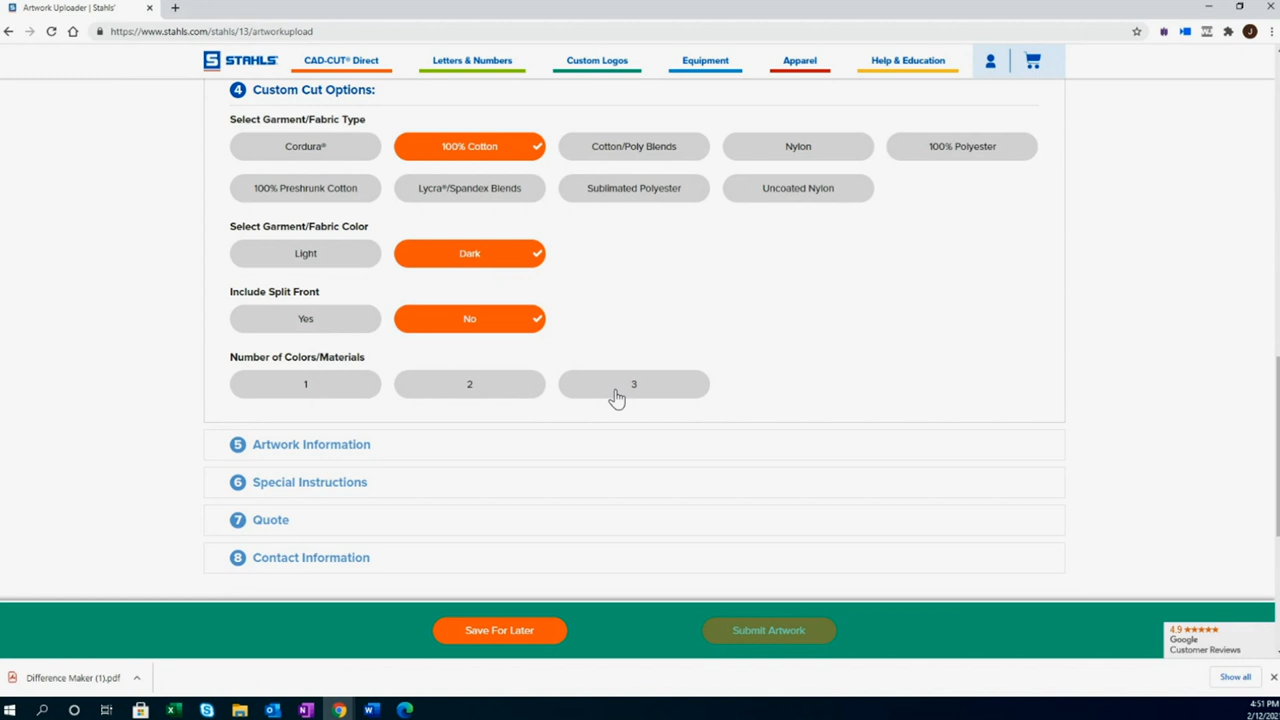 Artwork Uploader | Stahls'
https://www.stahls.com/stahls/13/artworkupload
STAHLS' CAD-CUT® Direct Letters & Numbers Custom Logos Equipment Apparel Help & Education
4 Custom Cut Options:
Select Garment/Fabric Type
Cordura® 100% Cotton Cotton/Poly Blends Nylon 100% Polyester
100% Preshrunk Cotton Lycra®/Spandex Blends Sublimated Polyester Uncoated Nylon
Select Garment/Fabric Color
Light Dark
Include Split Front
Yes No
Number of Colors/Materials
1 2 3
5 Artwork Information
6 Special Instructions
7 Quote
8 Contact Information
Save For Later Submit Artwork
4.9
Google
Customer Reviews
Difference Maker (1).pdf Show all
4:51 PM
2/12/202